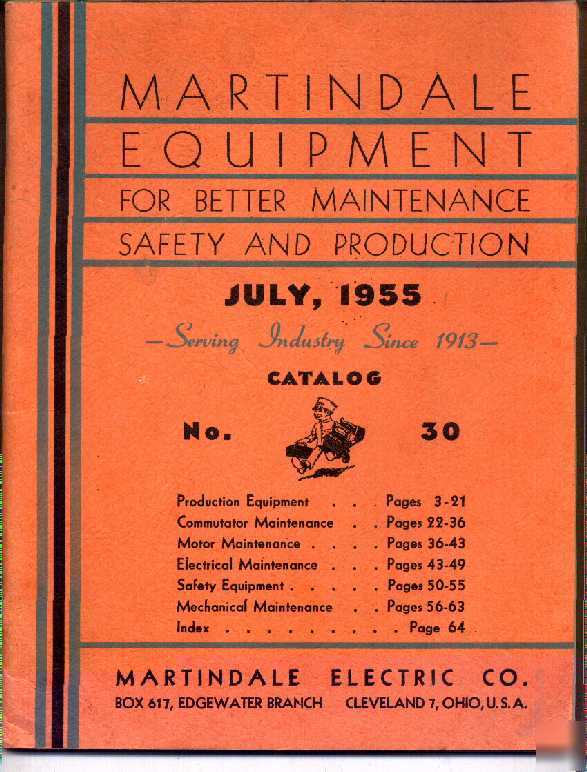 MARTINDALE
EQUIPMENT
FOR BETTER MAINTENANCE
SAFETY AND PRODUCTION
JULY, 1955
—Serving Industry Since 1913—
CATALOG
No. 30
Production Equipment . . Pages 3-21
Commutator Maintenance . . Pages 22-36
Motor Maintenance . . . . Pages 36-43
Electrical Maintenance . . Pages 43-49
Safety Equipment . . . . . Pages 50-55
Mechanical Maintenance . . Pages 56-63
Index . . . . . . . . . Page 64
MARTINDALE ELECTRIC CO.
BOX 617, EDGEWATER BRANCH CLEVELAND 7, OHIO, U.S.A.